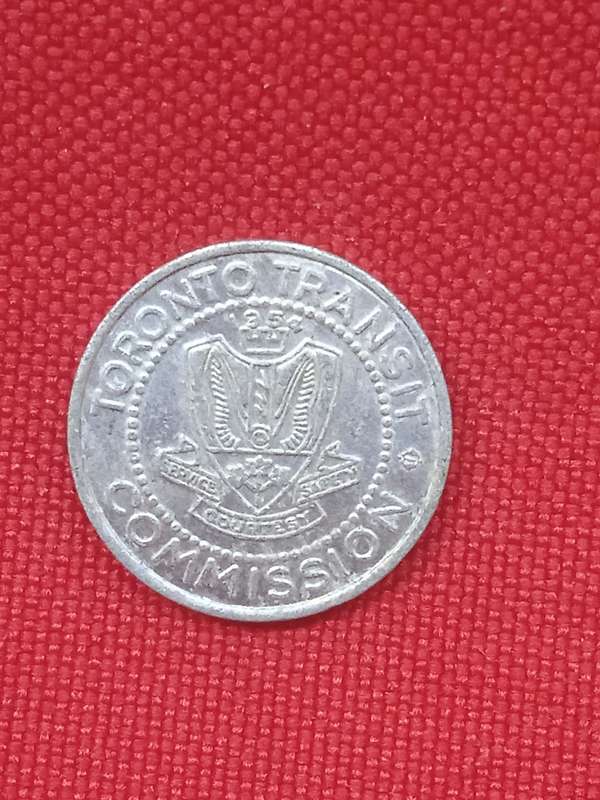 TORONTO TRANSIT
COMMISSION
1954
SERVICE
COURTESY
SAFETY